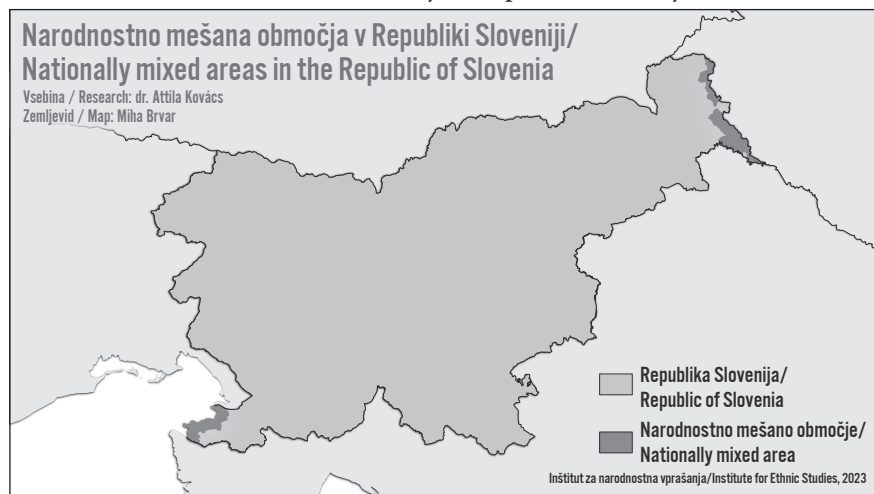 Narodnostno mešana območja v Republiki Sloveniji/
Nationally mixed areas in the Republic of Slovenia
Vsebina / Research: dr. Attila Kovács
Zemljevid / Map: Miha Brvar
Republika Slovenija/
Republic of Slovenia
Narodnostno mešano območje/
Nationally mixed area
Inštitut za narodnostna vprašanja/Institute for Ethnic Studies, 2023